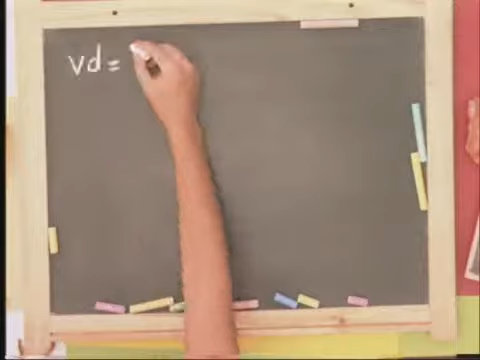 vd =